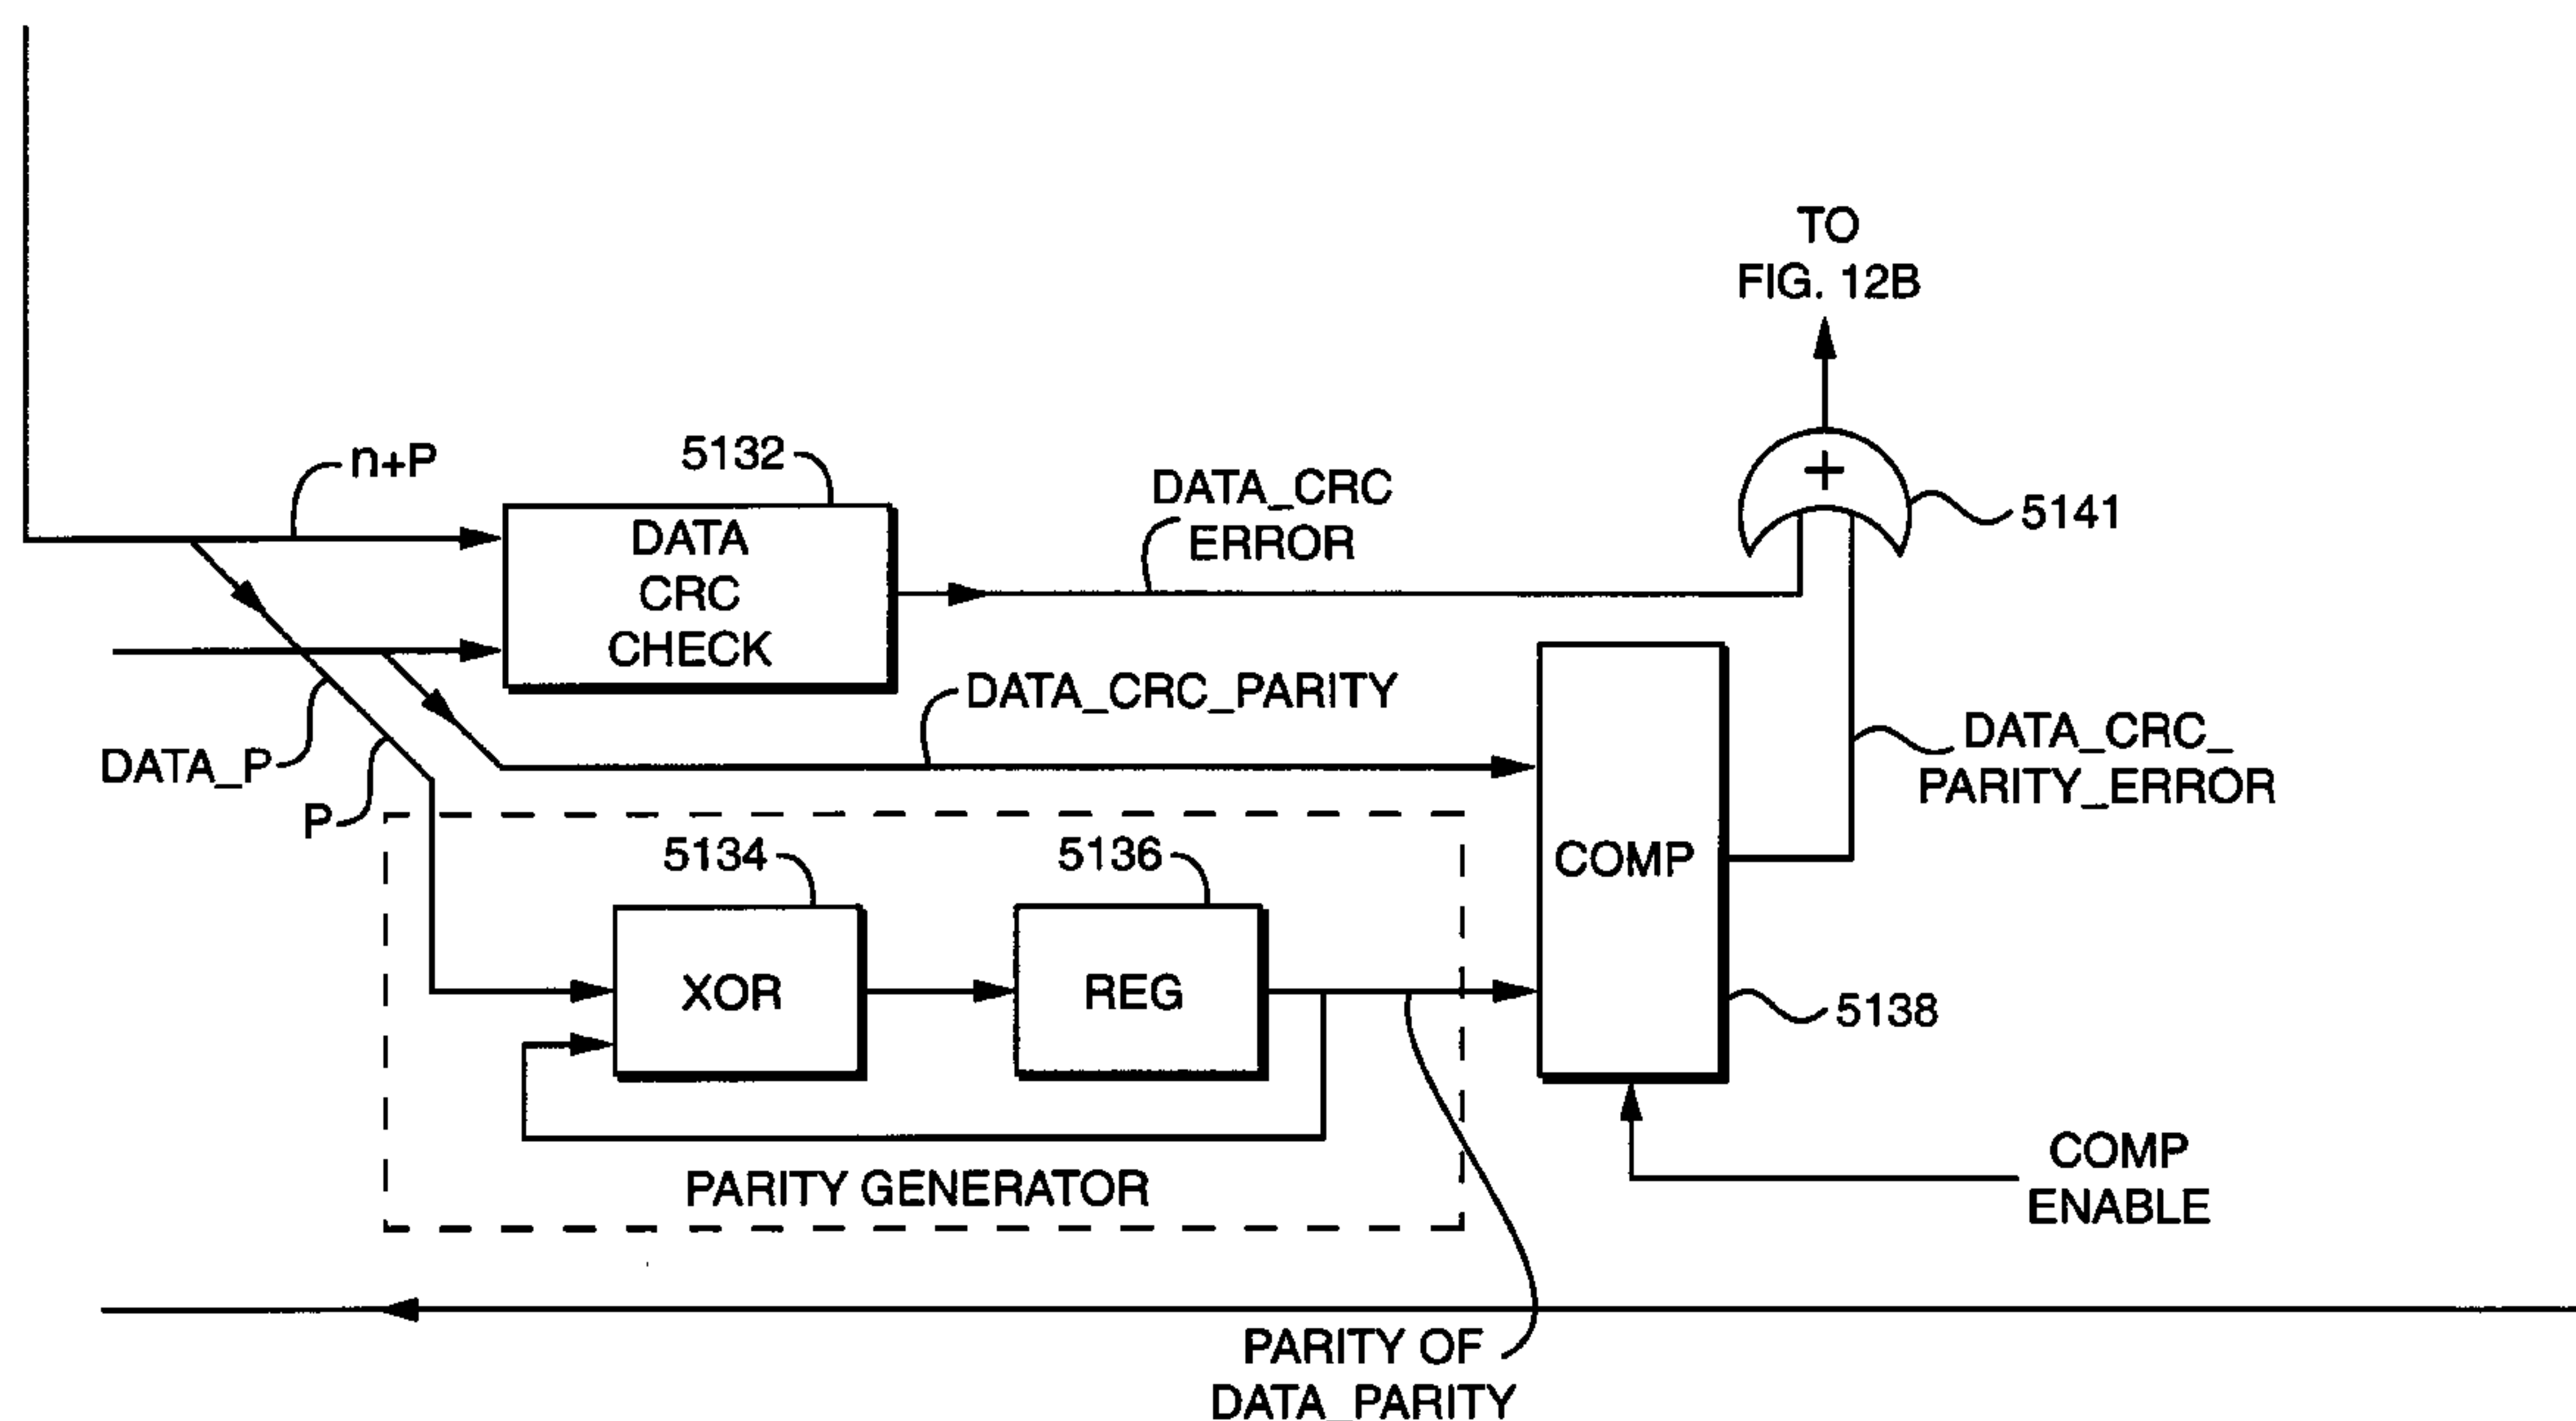 TO
FIG. 12B
n+P
5132
DATA_CRC
ERROR
5141
DATA
CRC
CHECK
DATA_CRC_PARITY
DATA_CRC_
PARITY_ERROR
DATA_P
P
5134
5136
COMP
XOR
REG
5138
PARITY GENERATOR
COMP
ENABLE
PARITY OF
DATA_PARITY
+